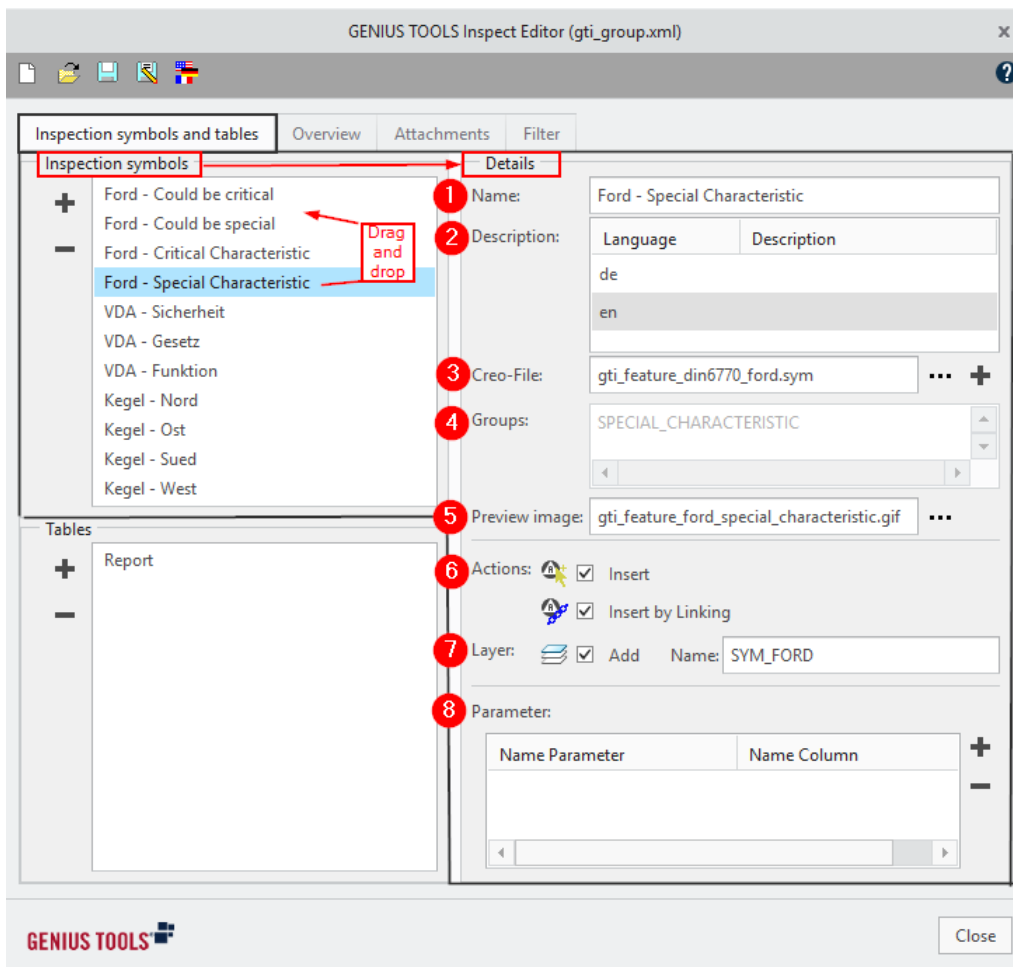 GENIUS TOOLS Inspect Editor (gti_group.xml)
Inspection symbols and tables
Overview
Attachments
Filter
Inspection symbols
Ford - Could be critical
Ford - Could be special
Ford - Critical Characteristic
Ford - Special Characteristic
VDA - Sicherheit
VDA - Gesetz
VDA - Funktion
Kegel - Nord
Kegel - Ost
Kegel - Sued
Kegel - West
Drag
and
drop
Tables
Report
Details
1 Name: Ford - Special Characteristic
2 Description: Language Description
de
en
3 Creo-File: gti_feature_din6770_ford.sym
4 Groups: SPECIAL_CHARACTERISTIC
5 Preview image: gti_feature_ford_special_characteristic.gif
6 Actions: Insert
Insert by Linking
7 Layer: Add Name: SYM_FORD
8 Parameter:
Name Parameter Name Column
GENIUS TOOLS
Close